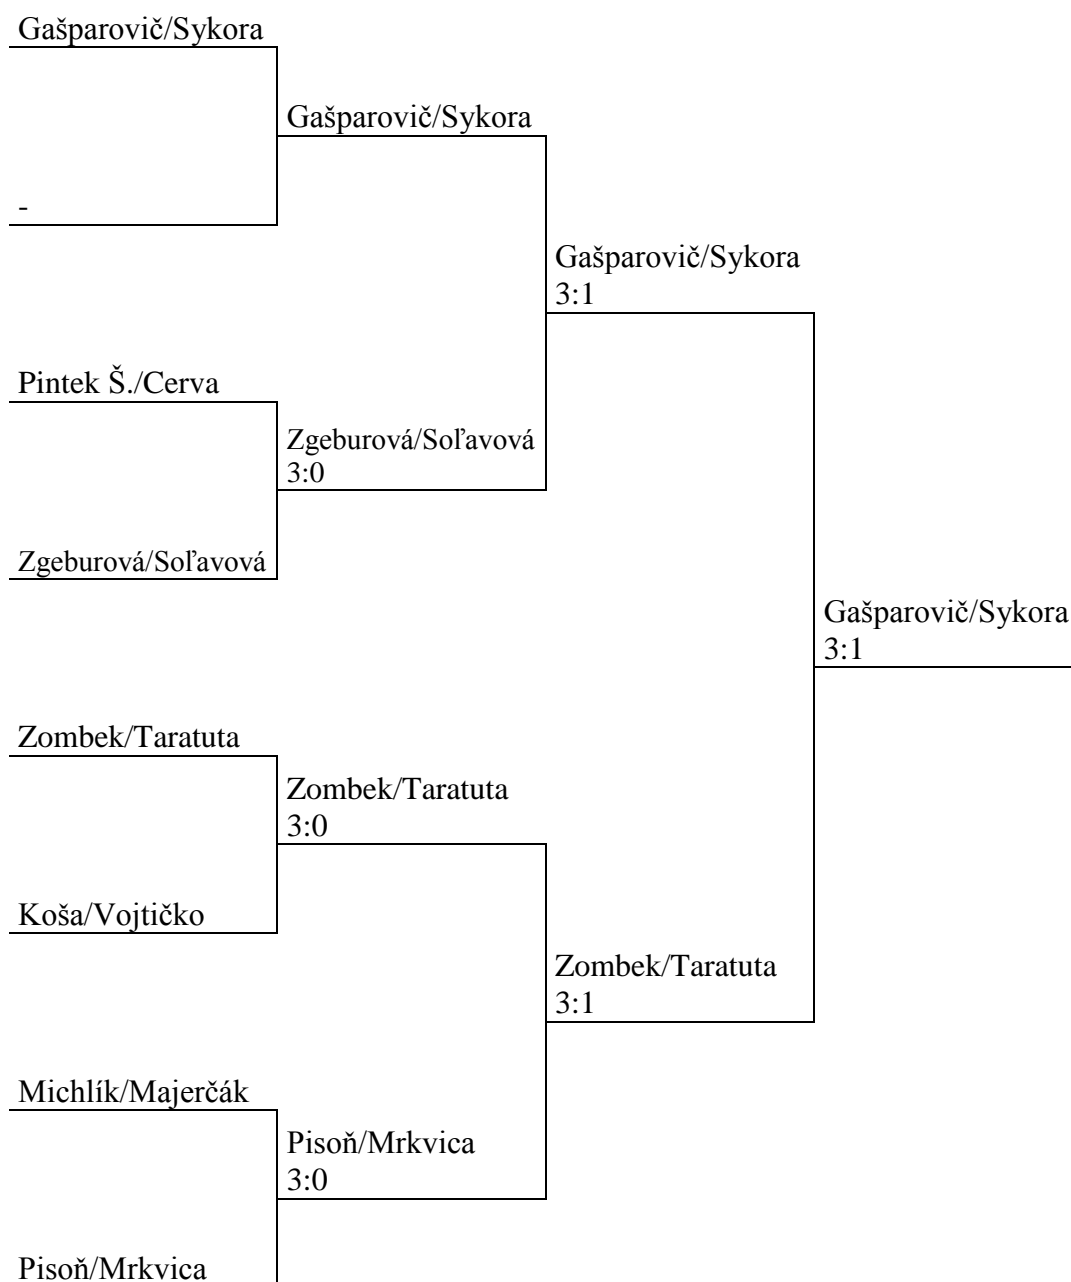 Gašparovič/Sykora
Gašparovič/Sykora
-
Gašparovič/Sykora
3:1
Pintek Š./Cerva
Zgeburová/Soľavová
3:0
Zgeburová/Soľavová
Gašparovič/Sykora
3:1
Zombek/Taratuta
Zombek/Taratuta
3:0
Koša/Vojtičko
Zombek/Taratuta
3:1
Michlík/Majerčák
Pisoň/Mrkvica
3:0
Pisoň/Mrkvica